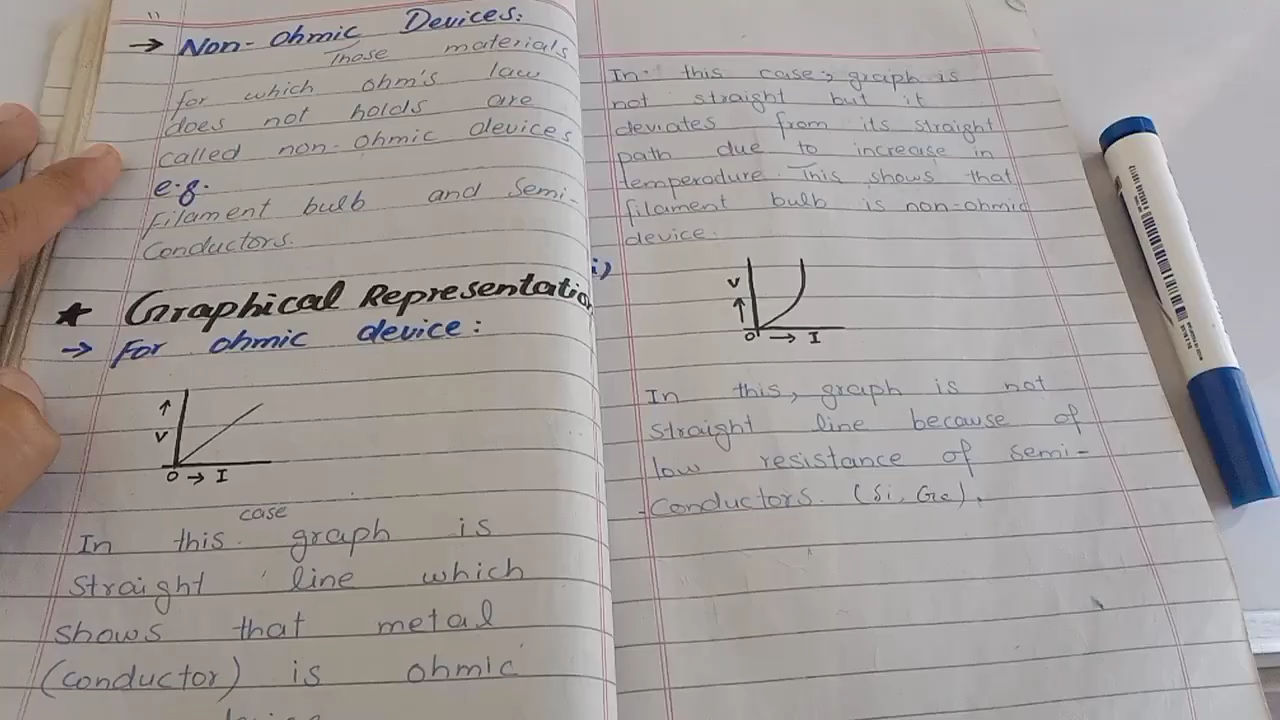 → Non-Ohmic Devices:
Those materials
for which ohm's law
does not holds are
called non-ohmic devices
e.g.
Filament bulb and Semi-
Conductors.
★ Graphical Representation
→ For ohmic device:
↑
V
O → I
case
In this graph is
straight line which
shows that metal
(conductor) is ohmic
In this case, graph is
not straight but it
deviates from its straight
path due to increase in
temperature. This shows that
filament bulb is non-ohmic
device.
i)
V
↑
O → I
In this, graph is not
straight line because of
low resistance of semi-
-Conductors. (Si, Ge).